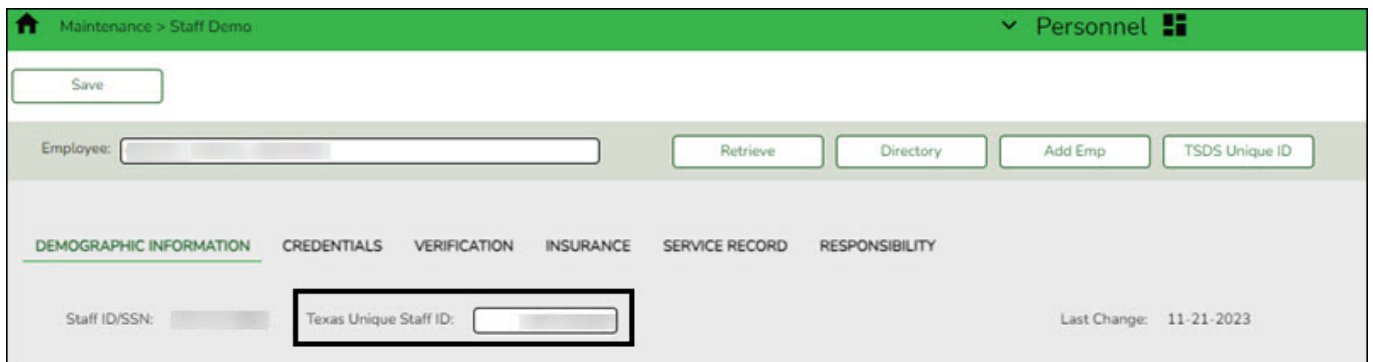 Maintenance > Staff Demo Personnel
Save
Employee: Retrieve Directory Add Emp TSDS Unique ID
DEMOGRAPHIC INFORMATION CREDENTIALS VERIFICATION INSURANCE SERVICE RECORD RESPONSIBILITY
Staff ID/SSN: Texas Unique Staff ID: Last Change: 11-21-2023